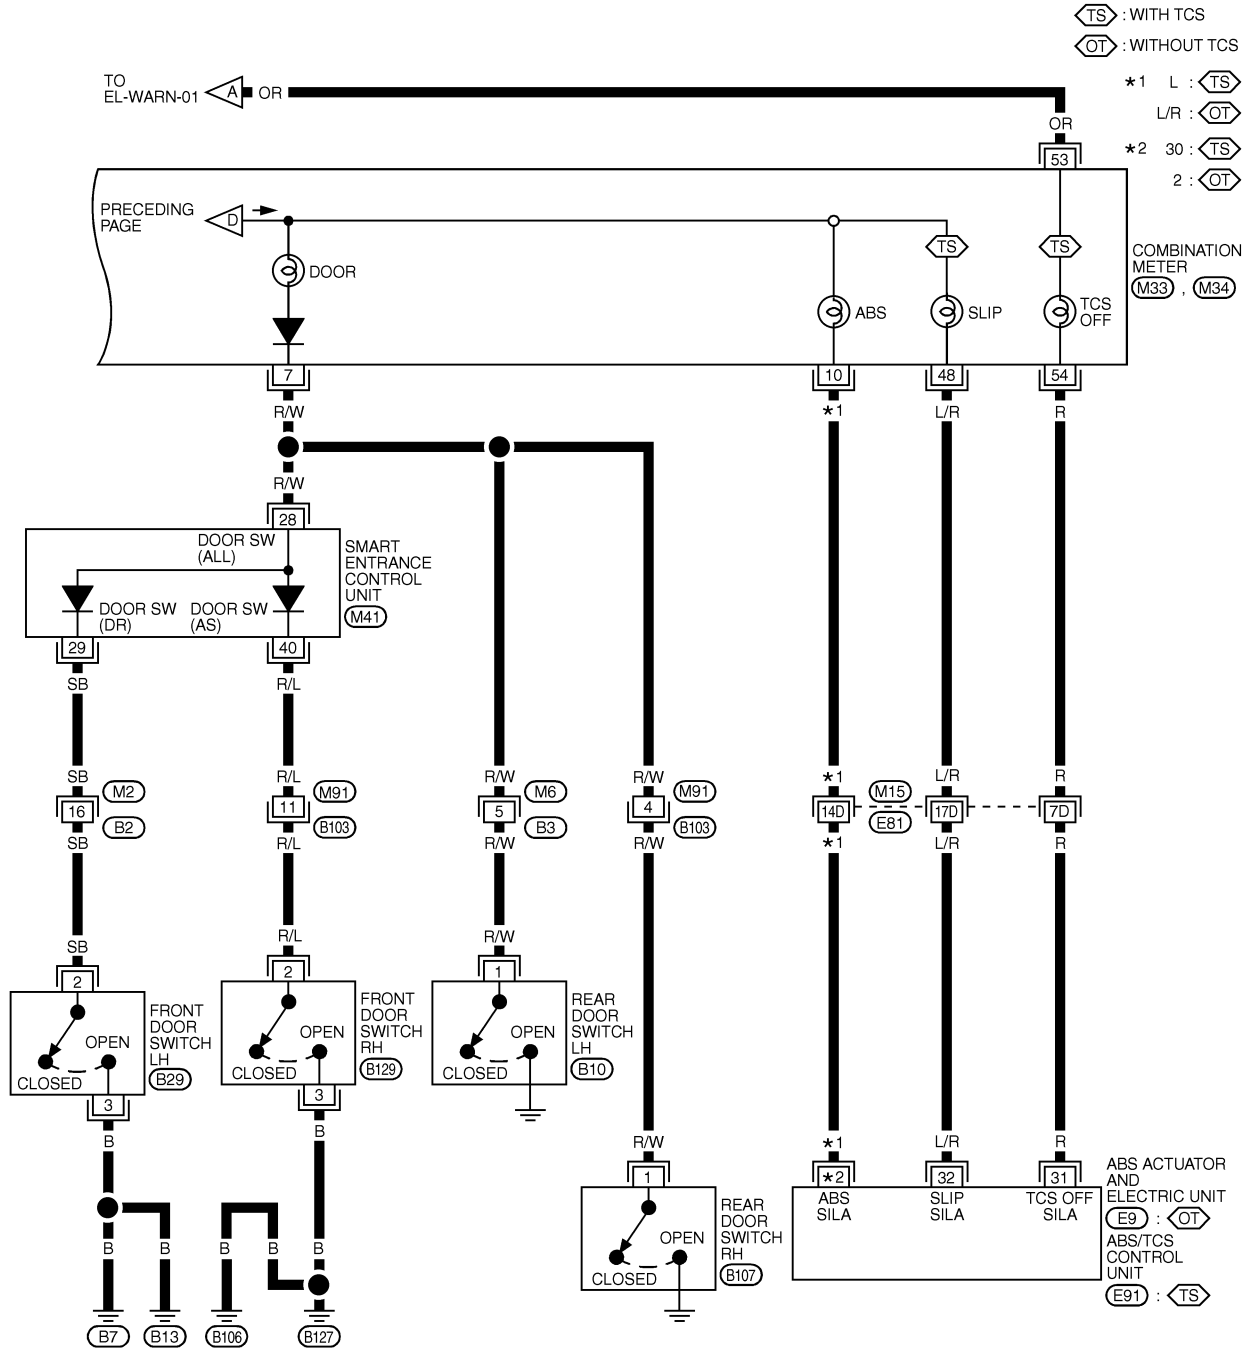 TS : WITH TCS
OT : WITHOUT TCS
*1 L : TS
L/R : OT
*2 30 : TS
2 : OT
TO
EL-WARN-01
A OR
OR
53
PRECEDING
PAGE
D
TS TS
DOOR
ABS SLIP
TCS
OFF
COMBINATION
METER
M33 , M34
7 10 48 54
R/W *1 L/R R
R/W
28
DOOR SW
(ALL)
DOOR SW
(DR)
DOOR SW
(AS)
SMART
ENTRANCE
CONTROL
UNIT
M41
29 40
SB R/L
SB R/L R/W R/W *1 L/R R
16 M2 B2
11 M91 B103
5 M6 B3
4 M91 B103
14D M15 E81 17D 7D
SB R/L R/W R/W *1 L/R R
SB R/L R/W
2 2 1
OPEN
CLOSED
FRONT
DOOR
SWITCH
LH
B29
OPEN
CLOSED
FRONT
DOOR
SWITCH
RH
B129
OPEN
CLOSED
REAR
DOOR
SWITCH
LH
B10
3 3
B B
R/W *1 L/R R
1 *2 32 31
ABS
SILA
SLIP
SILA
TCS OFF
SILA
ABS ACTUATOR
AND
ELECTRIC UNIT
E9 : OT
ABS/TCS
CONTROL
UNIT
E91 : TS
OPEN
CLOSED
REAR
DOOR
SWITCH
RH
B107
B B B B B
B7 B13 B106 B127